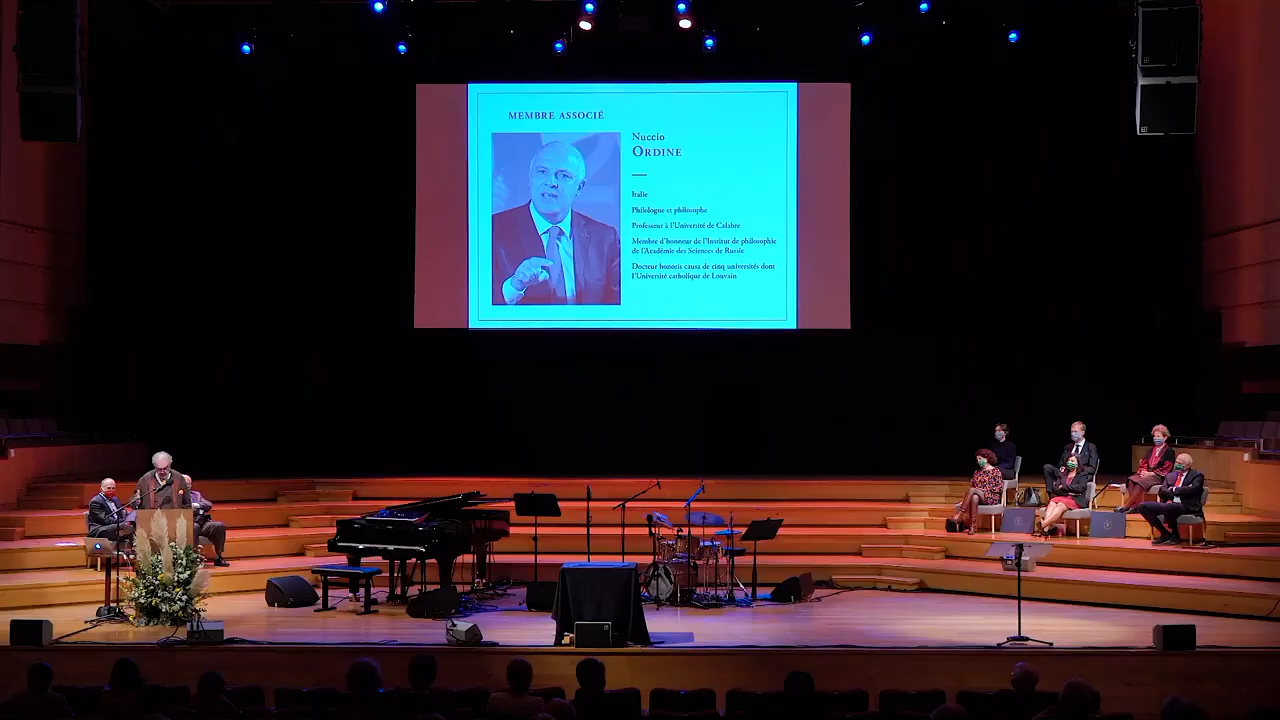 MEMBRE ASSOCIÉ
Nuccio
ORDINE
Italie
Philologue et philosophe
Professeur à l'Université de Calabre
Membre d'honneur de l'Institut de philosophie
de l'Académie des Sciences de Russie
Docteur honoris causa de cinq universités dont
l'Université catholique de Louvain